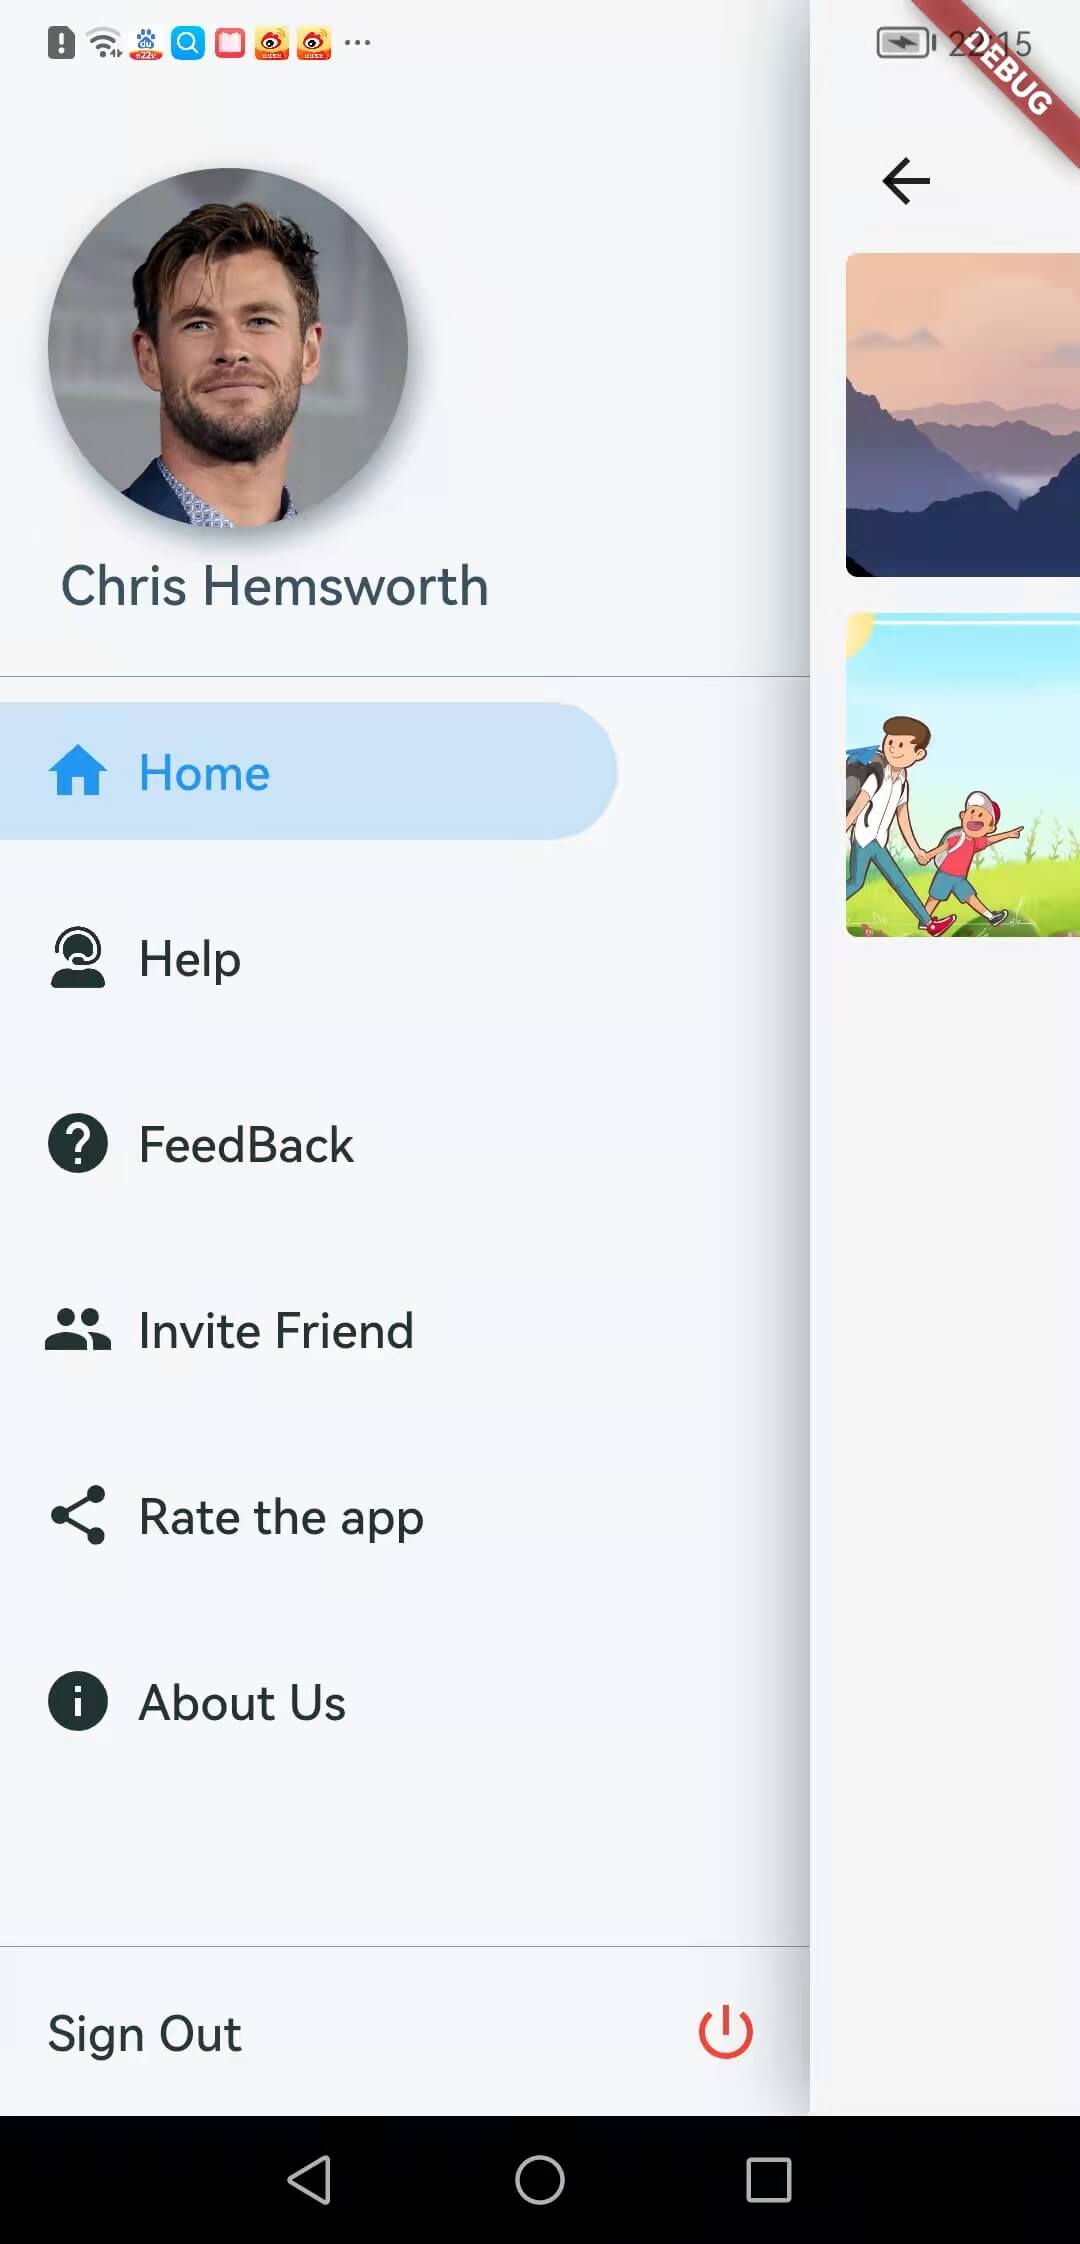 22:15
DEBUG
Chris Hemsworth
Home
Help
FeedBack
Invite Friend
Rate the app
About Us
Sign Out